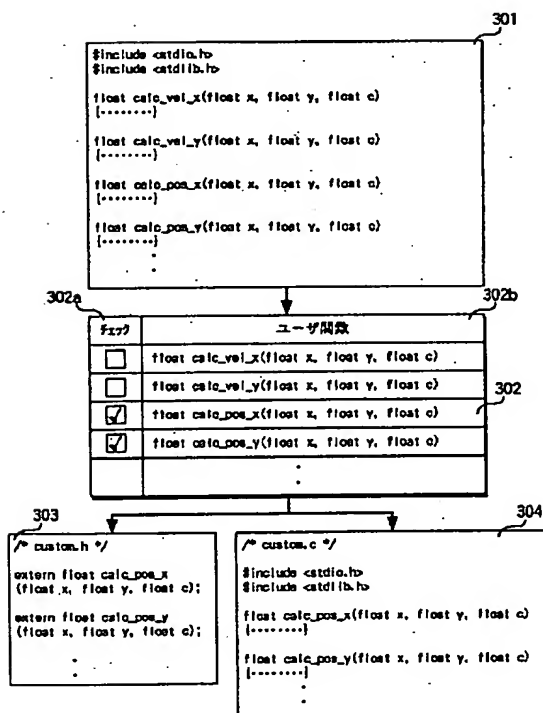 301
#include <stdio.h>
#include <stdlib.h>
float calc_vel_x(float x, float y, float c)
{--------}
float calc_vel_y(float x, float y, float c)
{--------}
float calc_pos_x(float x, float y, float c)
{--------}
float calc_pos_y(float x, float y, float c)
{--------}
302a
302b
チェック ユーザ関数
float calc_vel_x(float x, float y, float c)
float calc_vel_y(float x, float y, float c)
302
float calc_pos_x(float x, float y, float c)
float calc_pos_y(float x, float y, float c)
303
/* custom.h */
extern float calc_pos_x
(float x, float y, float c);
extern float calc_pos_y
(float x, float y, float c);
304
/* custom.c */
#include <stdio.h>
#include <stdlib.h>
float calc_pos_x(float x, float y, float c)
{--------}
float calc_pos_y(float x, float y, float c)
{--------}